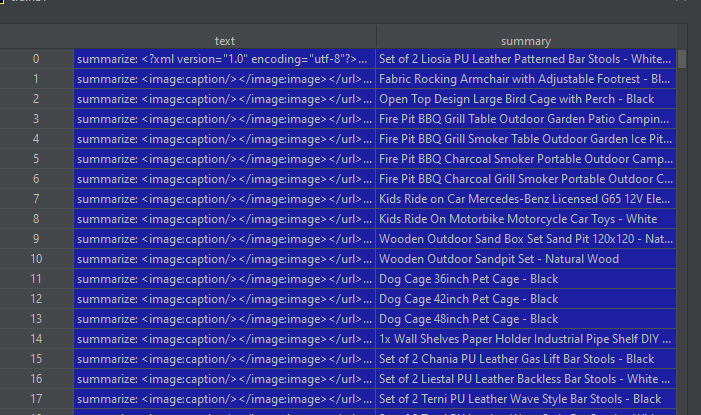 text summary
0 summarize: <?xml version="1.0" encoding="utf-8"?>... Set of 2 Liosia PU Leather Patterned Bar Stools - White...
1 summarize: <image:caption/></image:image></url>... Fabric Rocking Armchair with Adjustable Footrest - Bl...
2 summarize: <image:caption/></image:image></url>... Open Top Design Large Bird Cage with Perch - Black
3 summarize: <image:caption/></image:image></url>... Fire Pit BBQ Grill Table Outdoor Garden Patio Campin...
4 summarize: <image:caption/></image:image></url>... Fire Pit BBQ Grill Smoker Table Outdoor Garden Ice Pit...
5 summarize: <image:caption/></image:image></url>... Fire Pit BBQ Charcoal Smoker Portable Outdoor Camp...
6 summarize: <image:caption/></image:image></url>... Fire Pit BBQ Charcoal Grill Smoker Portable Outdoor C...
7 summarize: <image:caption/></image:image></url>... Kids Ride on Car Mercedes-Benz Licensed G65 12V Ele...
8 summarize: <image:caption/></image:image></url>... Kids Ride On Motorbike Motorcycle Car Toys - White
9 summarize: <image:caption/></image:image></url>... Wooden Outdoor Sand Box Set Sand Pit 120x120 - Nat...
10 summarize: <image:caption/></image:image></url>... Wooden Outdoor Sandpit Set - Natural Wood
11 summarize: <image:caption/></image:image></url>... Dog Cage 36inch Pet Cage - Black
12 summarize: <image:caption/></image:image></url>... Dog Cage 42inch Pet Cage - Black
13 summarize: <image:caption/></image:image></url>... Dog Cage 48inch Pet Cage - Black
14 summarize: <image:caption/></image:image></url>... 1x Wall Shelves Paper Holder Industrial Pipe Shelf DIY ...
15 summarize: <image:caption/></image:image></url>... Set of 2 Chania PU Leather Gas Lift Bar Stools - Black
16 summarize: <image:caption/></image:image></url>... Set of 2 Liestal PU Leather Backless Bar Stools - White ...
17 summarize: <image:caption/></image:image></url>... Set of 2 Terni PU Leather Wave Style Bar Stools - Black